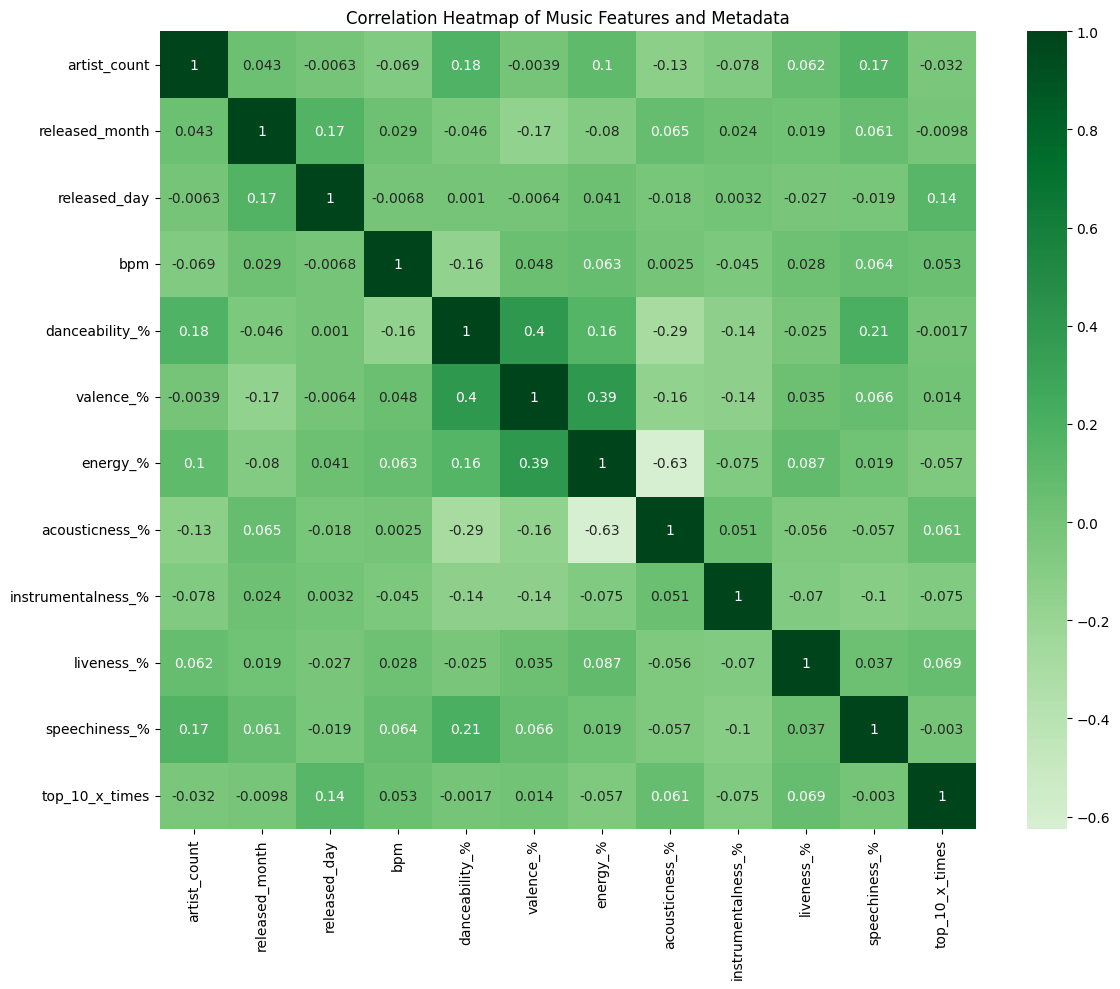 Correlation Heatmap of Music Features and Metadata
artist_count 1 0.043 -0.0063 -0.069 0.18 -0.0039 0.1 -0.13 -0.078 0.062 0.17 -0.032
released_month 0.043 1 0.17 0.029 -0.046 -0.17 -0.08 0.065 0.024 0.019 0.061 -0.0098
released_day -0.0063 0.17 1 -0.0068 0.001 -0.0064 0.041 -0.018 0.0032 -0.027 -0.019 0.14
bpm -0.069 0.029 -0.0068 1 -0.16 0.048 0.063 0.0025 -0.045 0.028 0.064 0.053
danceability_% 0.18 -0.046 0.001 -0.16 1 0.4 0.16 -0.29 -0.14 -0.025 0.21 -0.0017
valence_% -0.0039 -0.17 -0.0064 0.048 0.4 1 0.39 -0.16 -0.14 0.035 0.066 0.014
energy_% 0.1 -0.08 0.041 0.063 0.16 0.39 1 -0.63 -0.075 0.087 0.019 -0.057
acousticness_% -0.13 0.065 -0.018 0.0025 -0.29 -0.16 -0.63 1 0.051 -0.056 -0.057 0.061
instrumentalness_% -0.078 0.024 0.0032 -0.045 -0.14 -0.14 -0.075 0.051 1 -0.07 -0.1 -0.075
liveness_% 0.062 0.019 -0.027 0.028 -0.025 0.035 0.087 -0.056 -0.07 1 0.037 0.069
speechiness_% 0.17 0.061 -0.019 0.064 0.21 0.066 0.019 -0.057 -0.1 0.037 1 -0.003
top_10_x_times -0.032 -0.0098 0.14 0.053 -0.0017 0.014 -0.057 0.061 -0.075 0.069 -0.003 1
artist_count
released_month
released_day
bpm
danceability_%
valence_%
energy_%
acousticness_%
instrumentalness_%
liveness_%
speechiness_%
top_10_x_times
1.0
0.8
0.6
0.4
0.2
0.0
−0.2
−0.4
−0.6